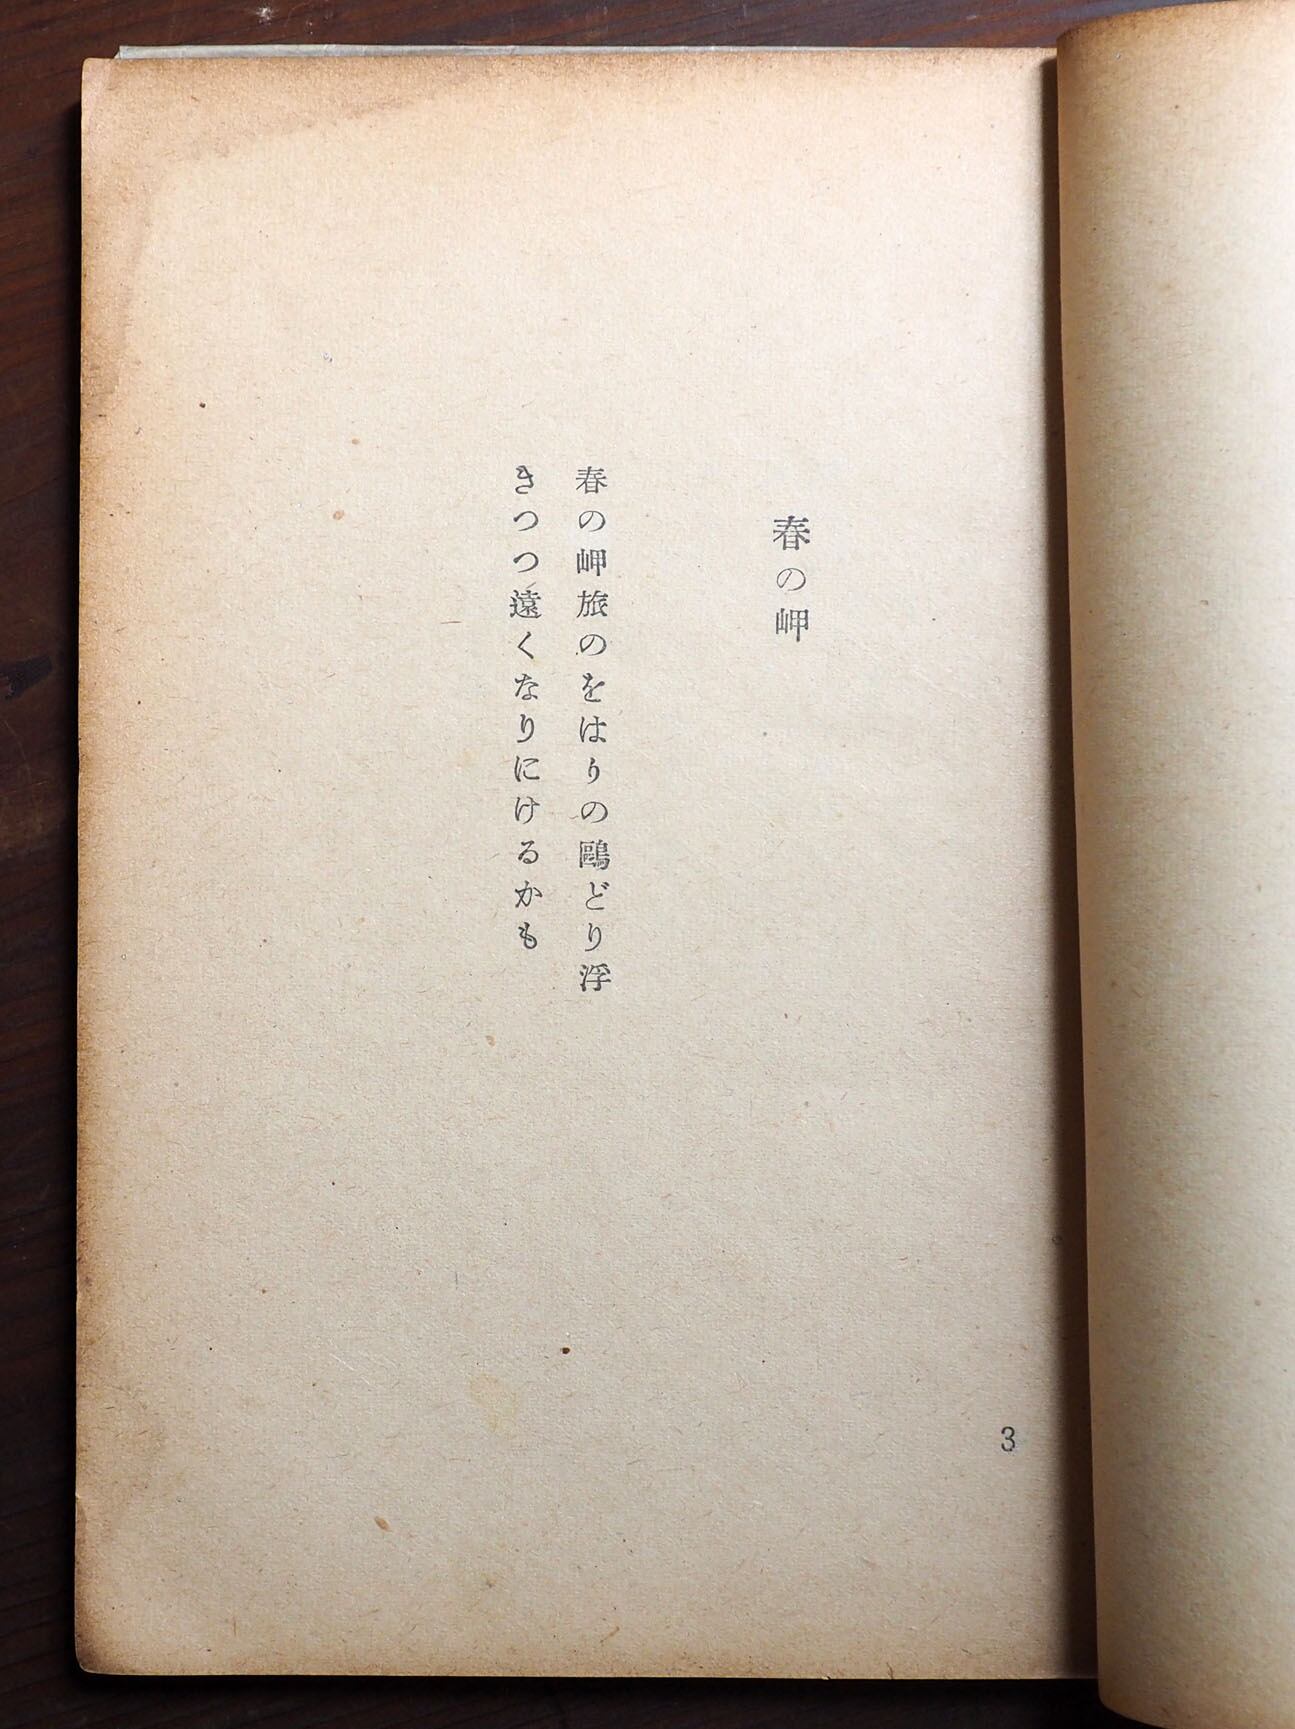 春の岬
春の岬旅のをはりの鷗どり浮
きつつ遠くなりにけるかも
3